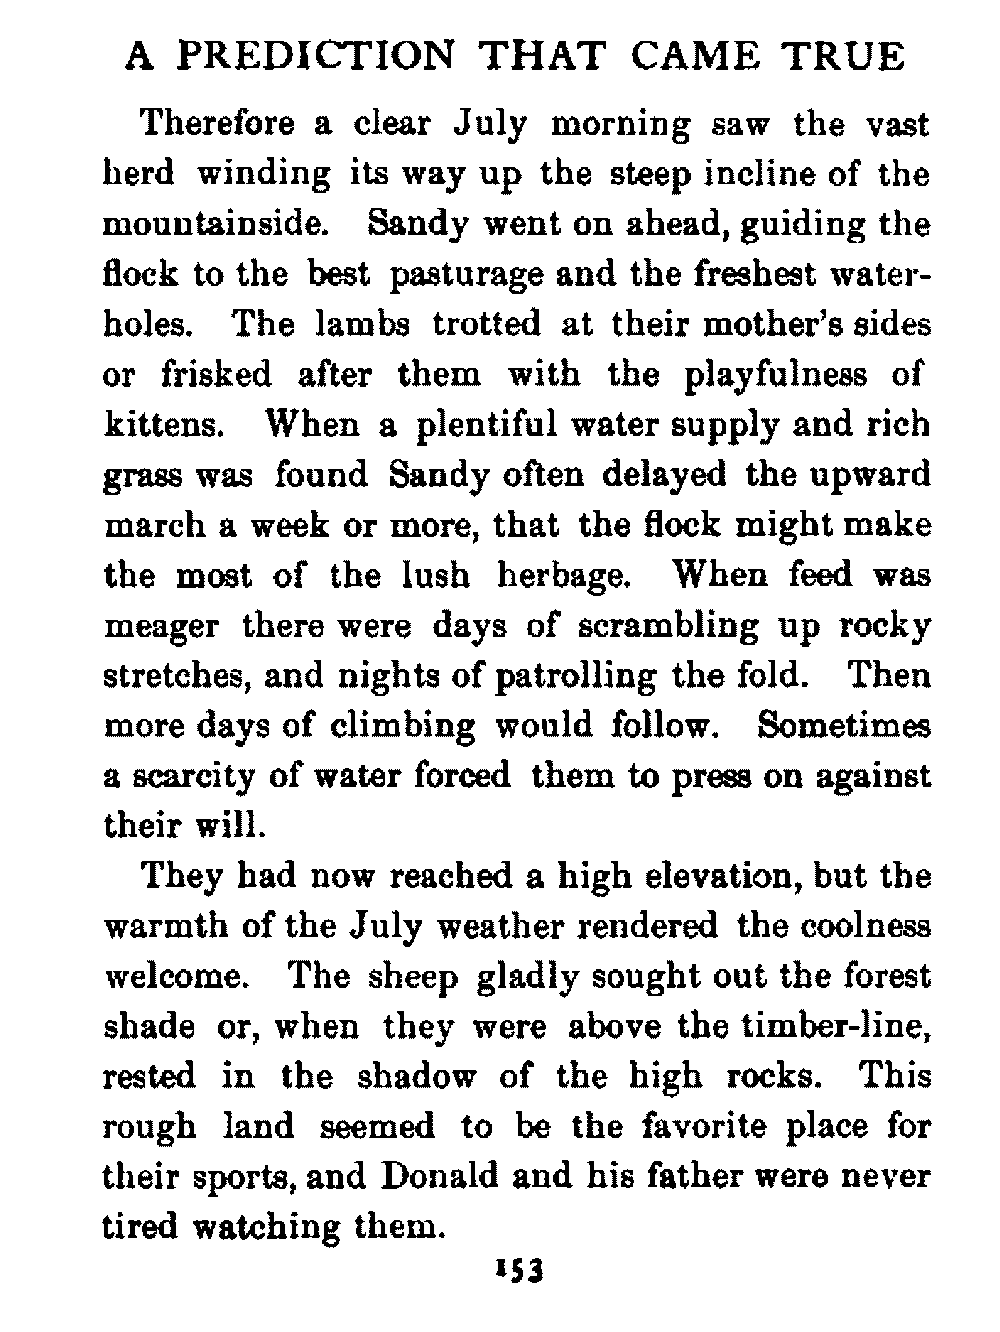 A PREDICTION THAT CAME TRUE
Therefore a clear July morning saw the vast
herd winding its way up the steep incline of the
mountainside. Sandy went on ahead, guiding the
flock to the best pasturage and the freshest water-
holes. The lambs trotted at their mother's sides
or frisked after them with the playfulness of
kittens. When a plentiful water supply and rich
grass was found Sandy often delayed the upward
march a week or more, that the flock might make
the most of the lush herbage. When feed was
meager there were days of scrambling up rocky
stretches, and nights of patrolling the fold. Then
more days of climbing would follow. Sometimes
a scarcity of water forced them to press on against
their will.
They had now reached a high elevation, but the
warmth of the July weather rendered the coolness
welcome. The sheep gladly sought out the forest
shade or, when they were above the timber-line,
rested in the shadow of the high rocks. This
rough land seemed to be the favorite place for
their sports, and Donald and his father were never
tired watching them.
153